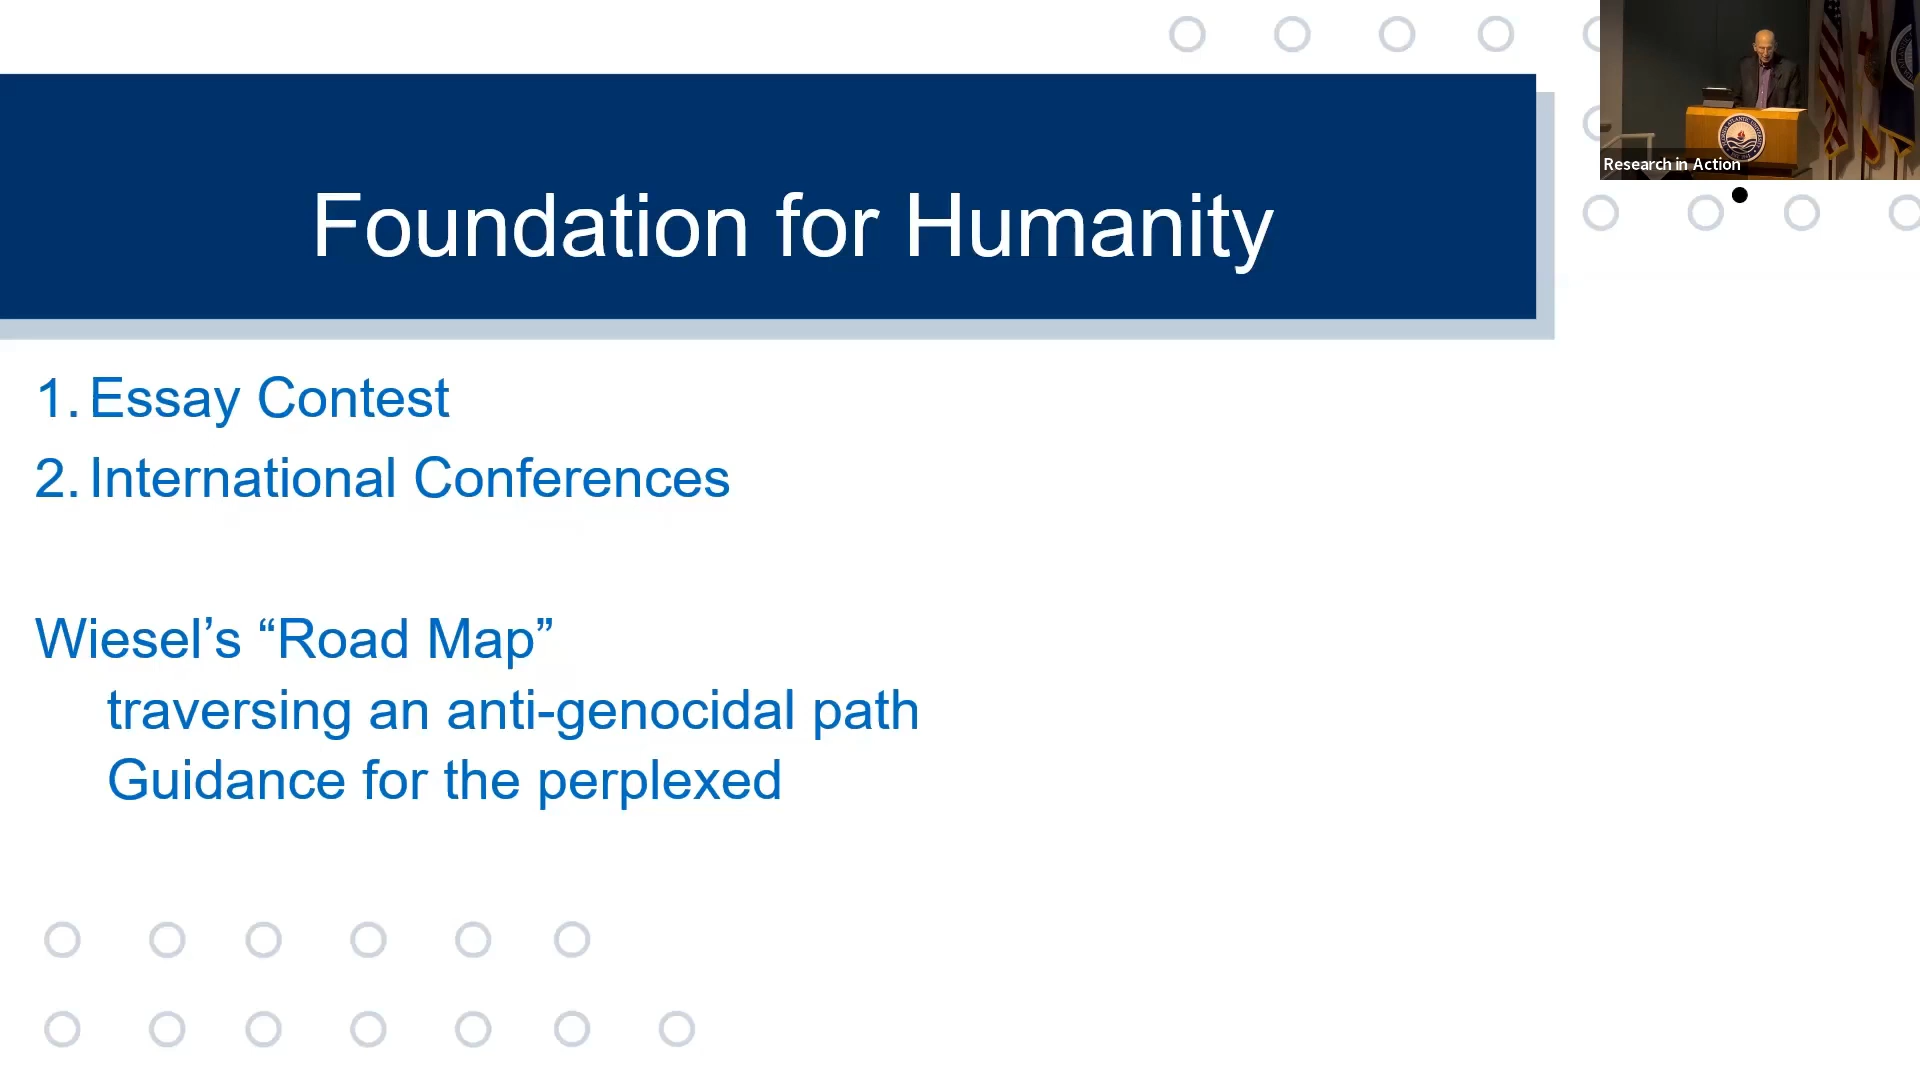 Foundation for Humanity
Research in Action
1. Essay Contest
2. International Conferences
Wiesel’s “Road Map”
traversing an anti-genocidal path
Guidance for the perplexed